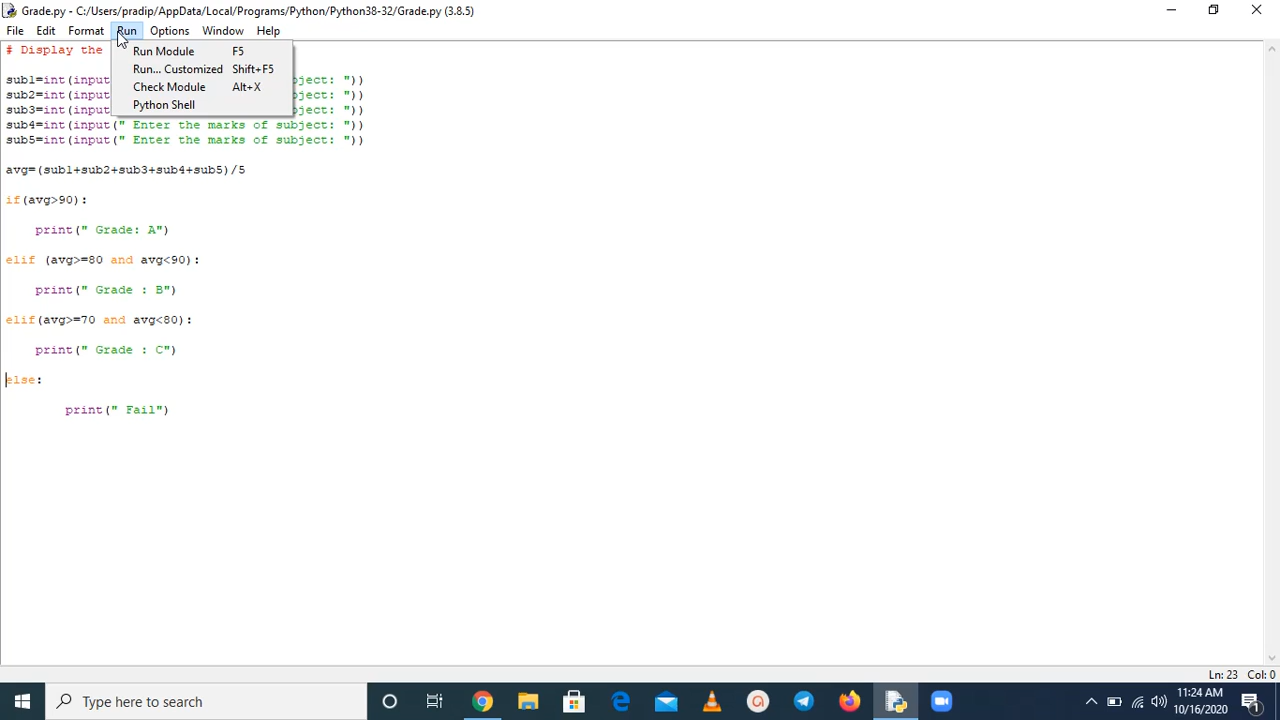 Grade.py - C:/Users/pradip/AppData/Local/Programs/Python/Python38-32/Grade.py (3.8.5)
File Edit Format Run Options Window Help
# Display the
Run Module F5
Run... Customized Shift+F5
Check Module Alt+X
Python Shell
sub1=int(input ject: "))
sub2=int(input ject: "))
sub3=int(input ject: "))
sub4=int(input(" Enter the marks of subject: "))
sub5=int(input(" Enter the marks of subject: "))
avg=(sub1+sub2+sub3+sub4+sub5)/5
if(avg>90):
print(" Grade: A")
elif (avg>=80 and avg<90):
print(" Grade : B")
elif(avg>=70 and avg<80):
print(" Grade : C")
else:
print(" Fail")
Ln: 23 Col: 0
Type here to search
11:24 AM
10/16/2020
1